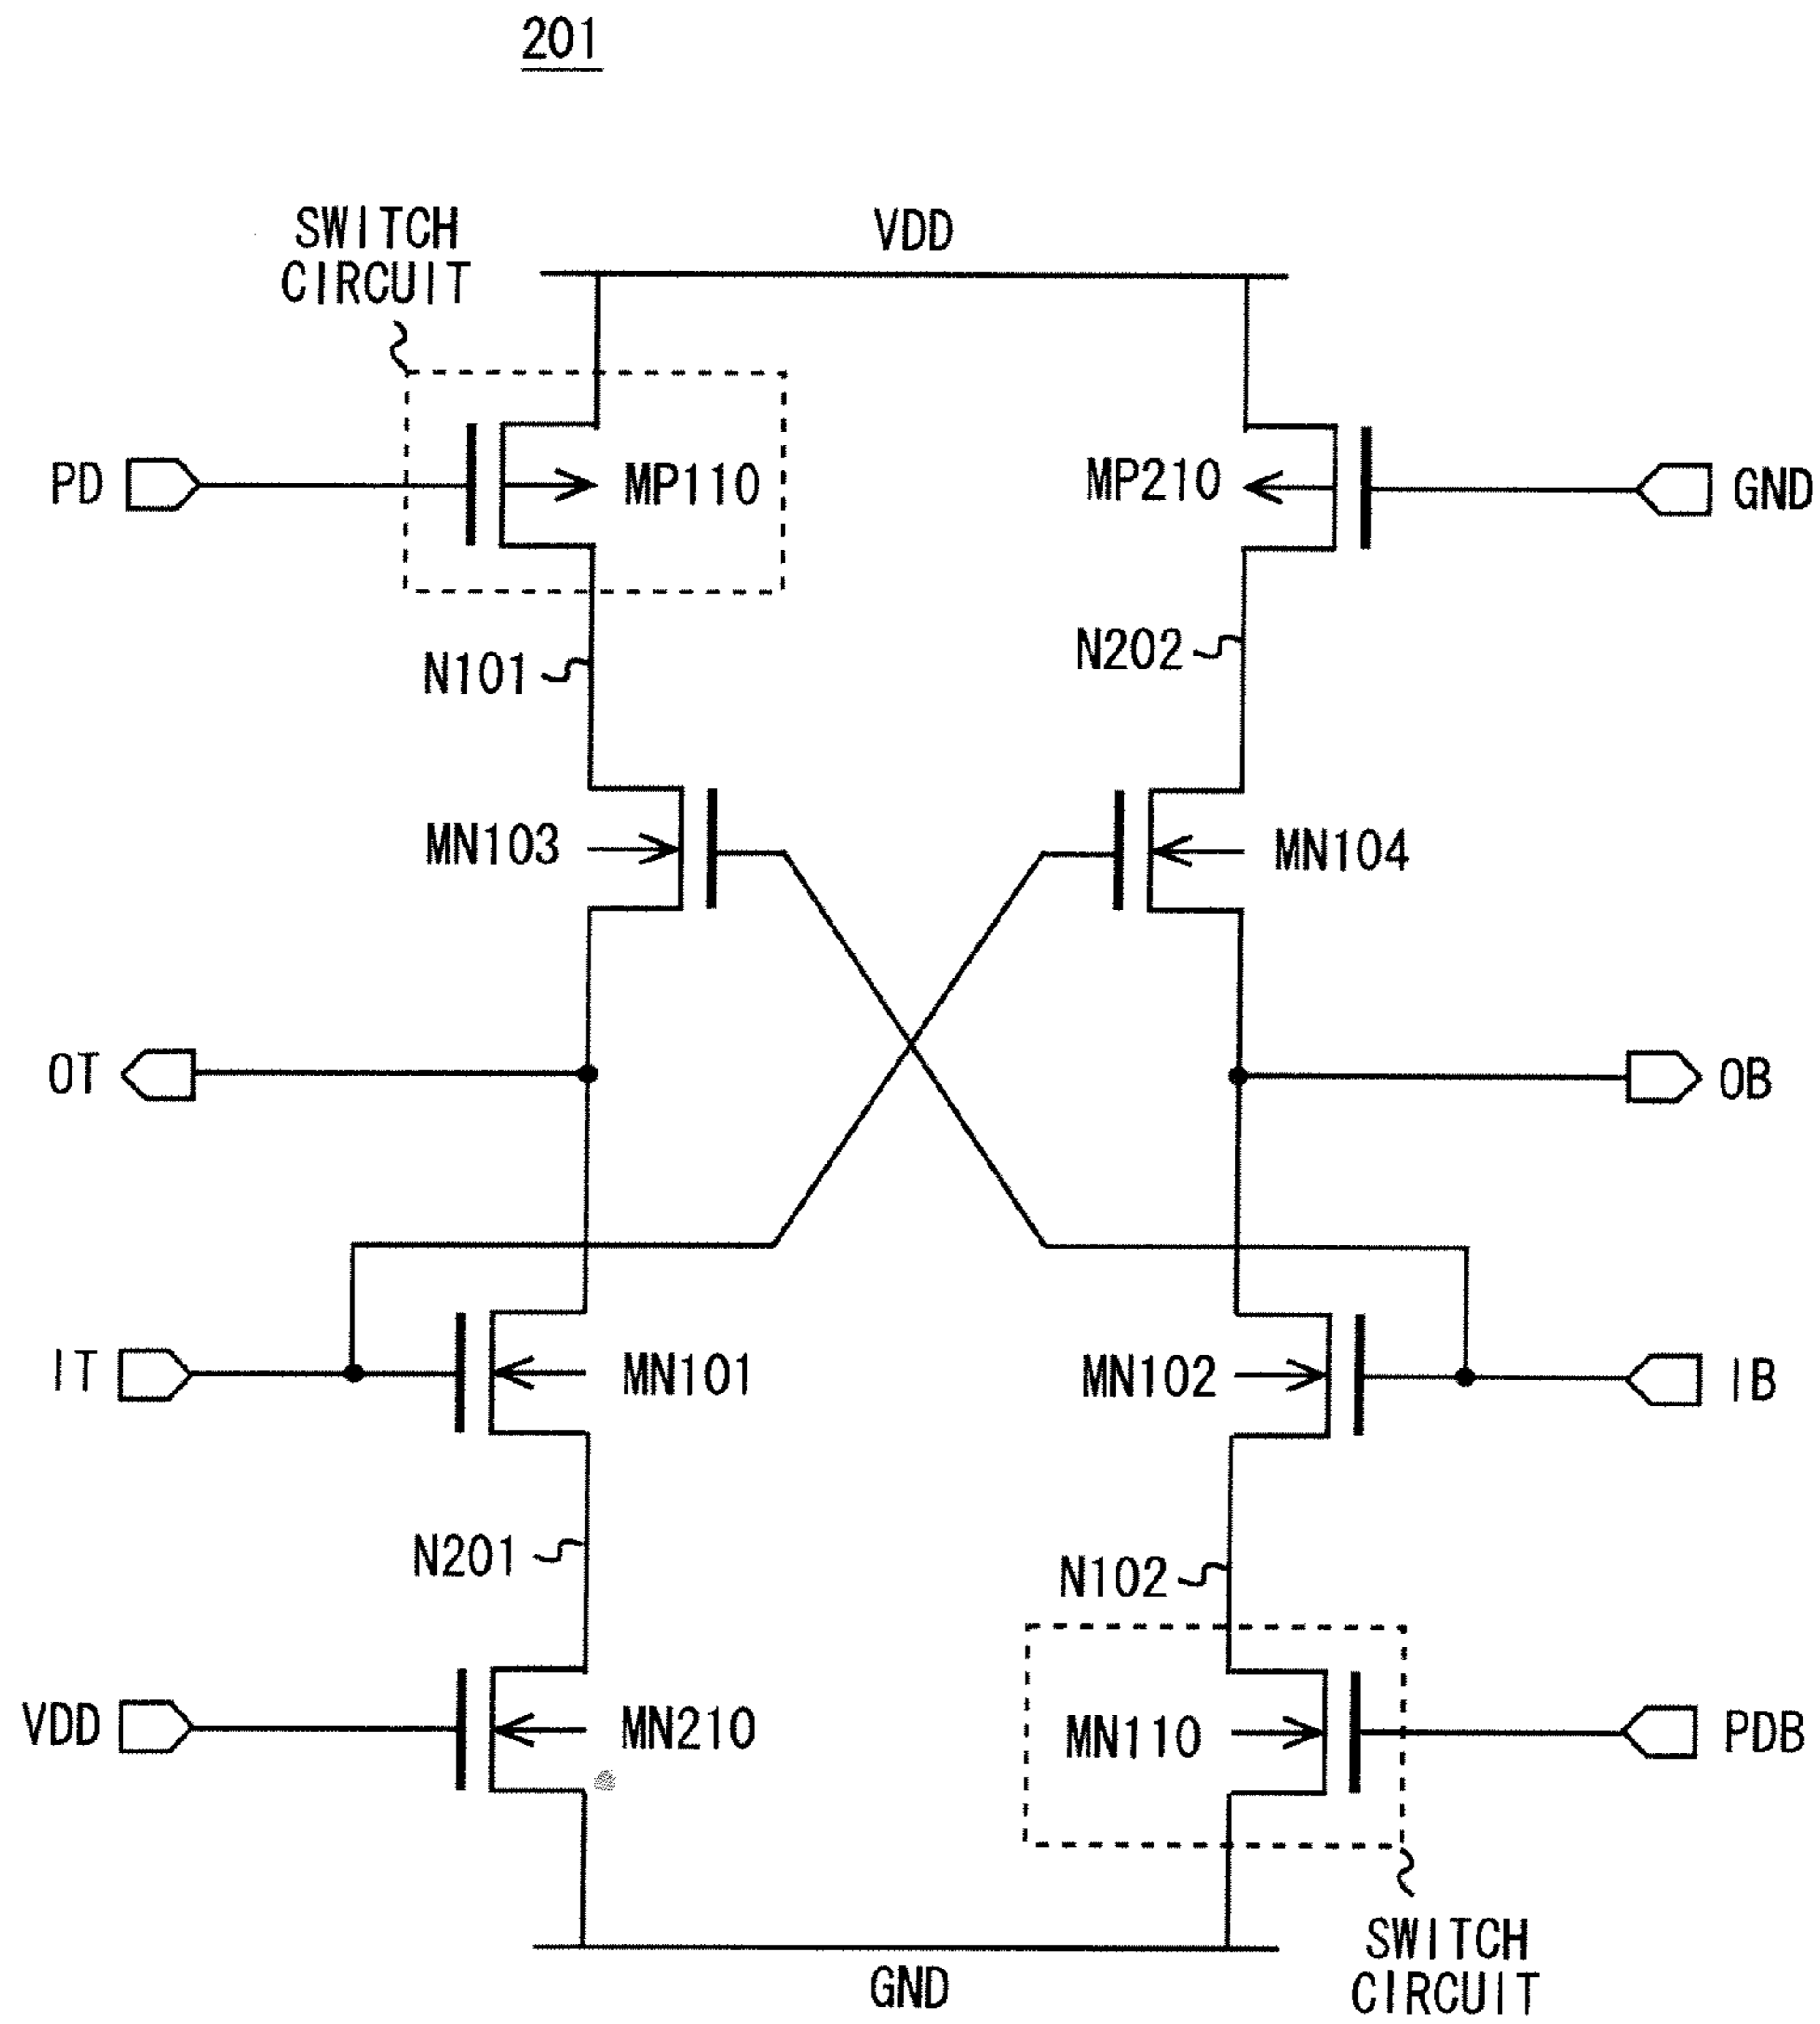 201
SWITCH
CIRCUIT
VDD
PD
MP110
MP210
GND
N101
N202
MN103
MN104
OT
OB
IT
MN101
MN102
IB
N201
N102
VDD
MN210
MN110
PDB
GND
SWITCH
CIRCUIT